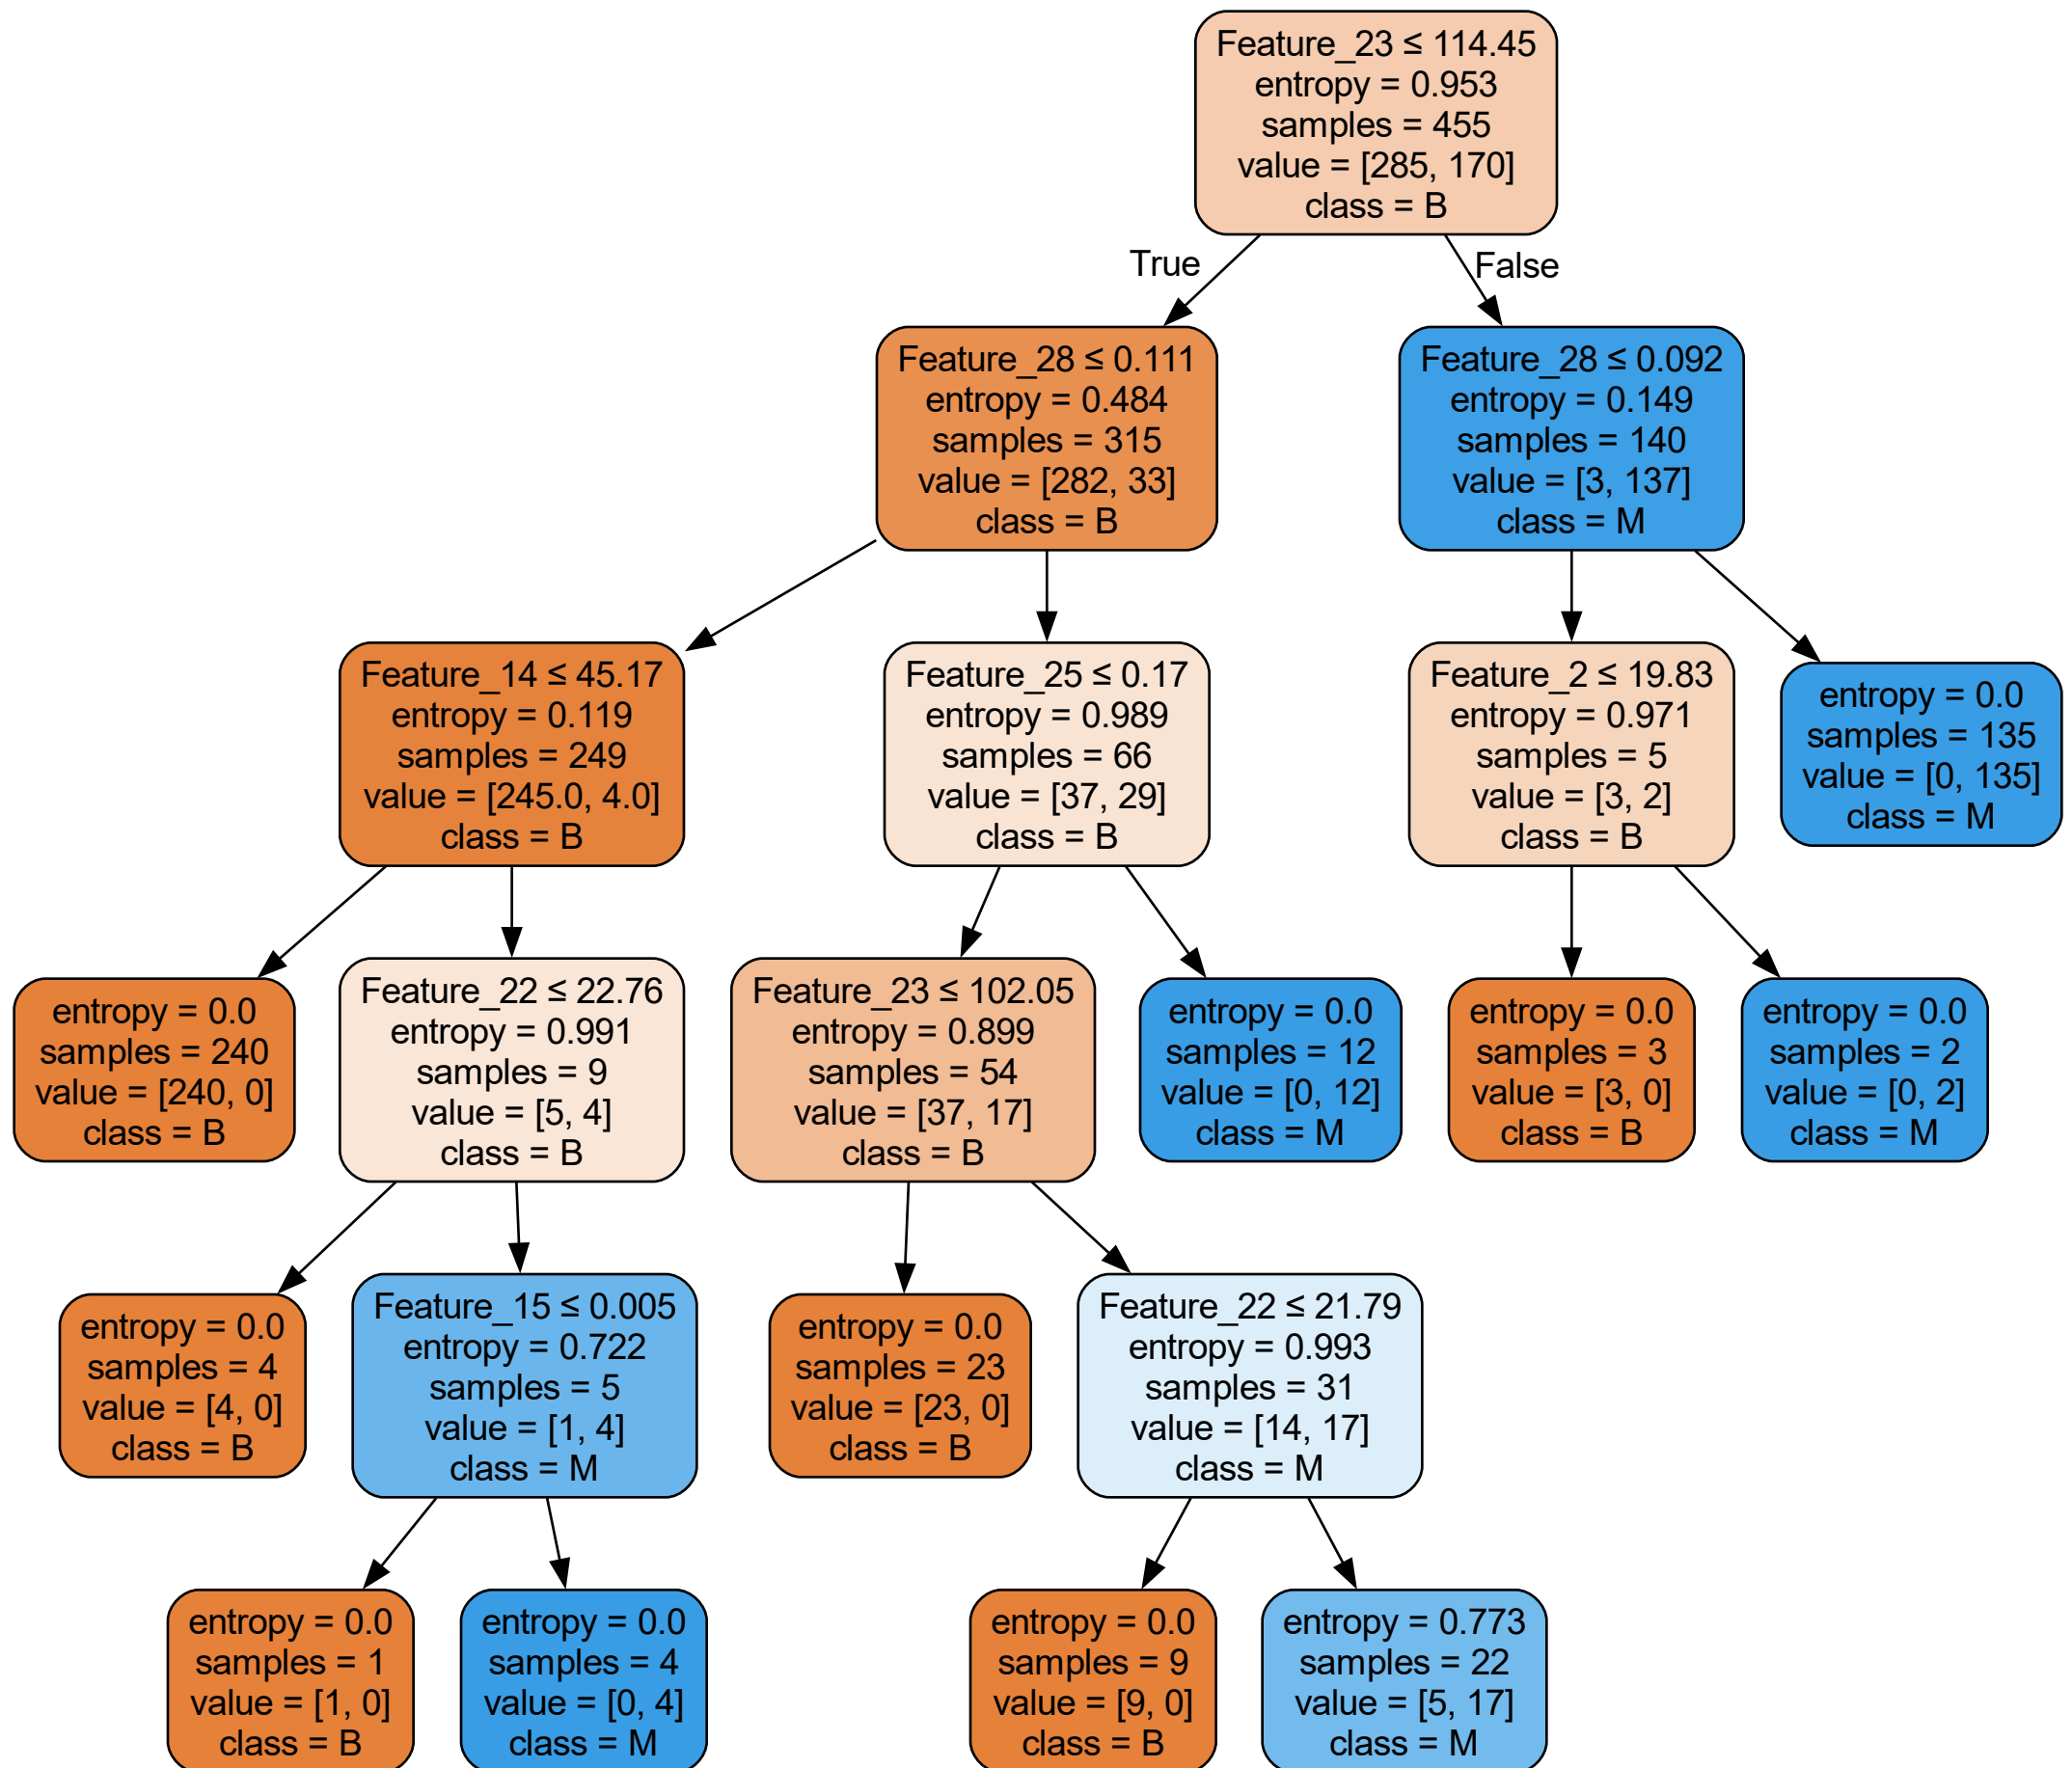 Feature_23 ≤ 114.45
entropy = 0.953
samples = 455
value = [285, 170]
class = B
True
False
Feature_28 ≤ 0.111
entropy = 0.484
samples = 315
value = [282, 33]
class = B
Feature_28 ≤ 0.092
entropy = 0.149
samples = 140
value = [3, 137]
class = M
Feature_14 ≤ 45.17
entropy = 0.119
samples = 249
value = [245.0, 4.0]
class = B
Feature_25 ≤ 0.17
entropy = 0.989
samples = 66
value = [37, 29]
class = B
Feature_2 ≤ 19.83
entropy = 0.971
samples = 5
value = [3, 2]
class = B
entropy = 0.0
samples = 135
value = [0, 135]
class = M
entropy = 0.0
samples = 240
value = [240, 0]
class = B
Feature_22 ≤ 22.76
entropy = 0.991
samples = 9
value = [5, 4]
class = B
Feature_23 ≤ 102.05
entropy = 0.899
samples = 54
value = [37, 17]
class = B
entropy = 0.0
samples = 12
value = [0, 12]
class = M
entropy = 0.0
samples = 3
value = [3, 0]
class = B
entropy = 0.0
samples = 2
value = [0, 2]
class = M
entropy = 0.0
samples = 4
value = [4, 0]
class = B
Feature_15 ≤ 0.005
entropy = 0.722
samples = 5
value = [1, 4]
class = M
entropy = 0.0
samples = 23
value = [23, 0]
class = B
Feature_22 ≤ 21.79
entropy = 0.993
samples = 31
value = [14, 17]
class = M
entropy = 0.0
samples = 1
value = [1, 0]
class = B
entropy = 0.0
samples = 4
value = [0, 4]
class = M
entropy = 0.0
samples = 9
value = [9, 0]
class = B
entropy = 0.773
samples = 22
value = [5, 17]
class = M